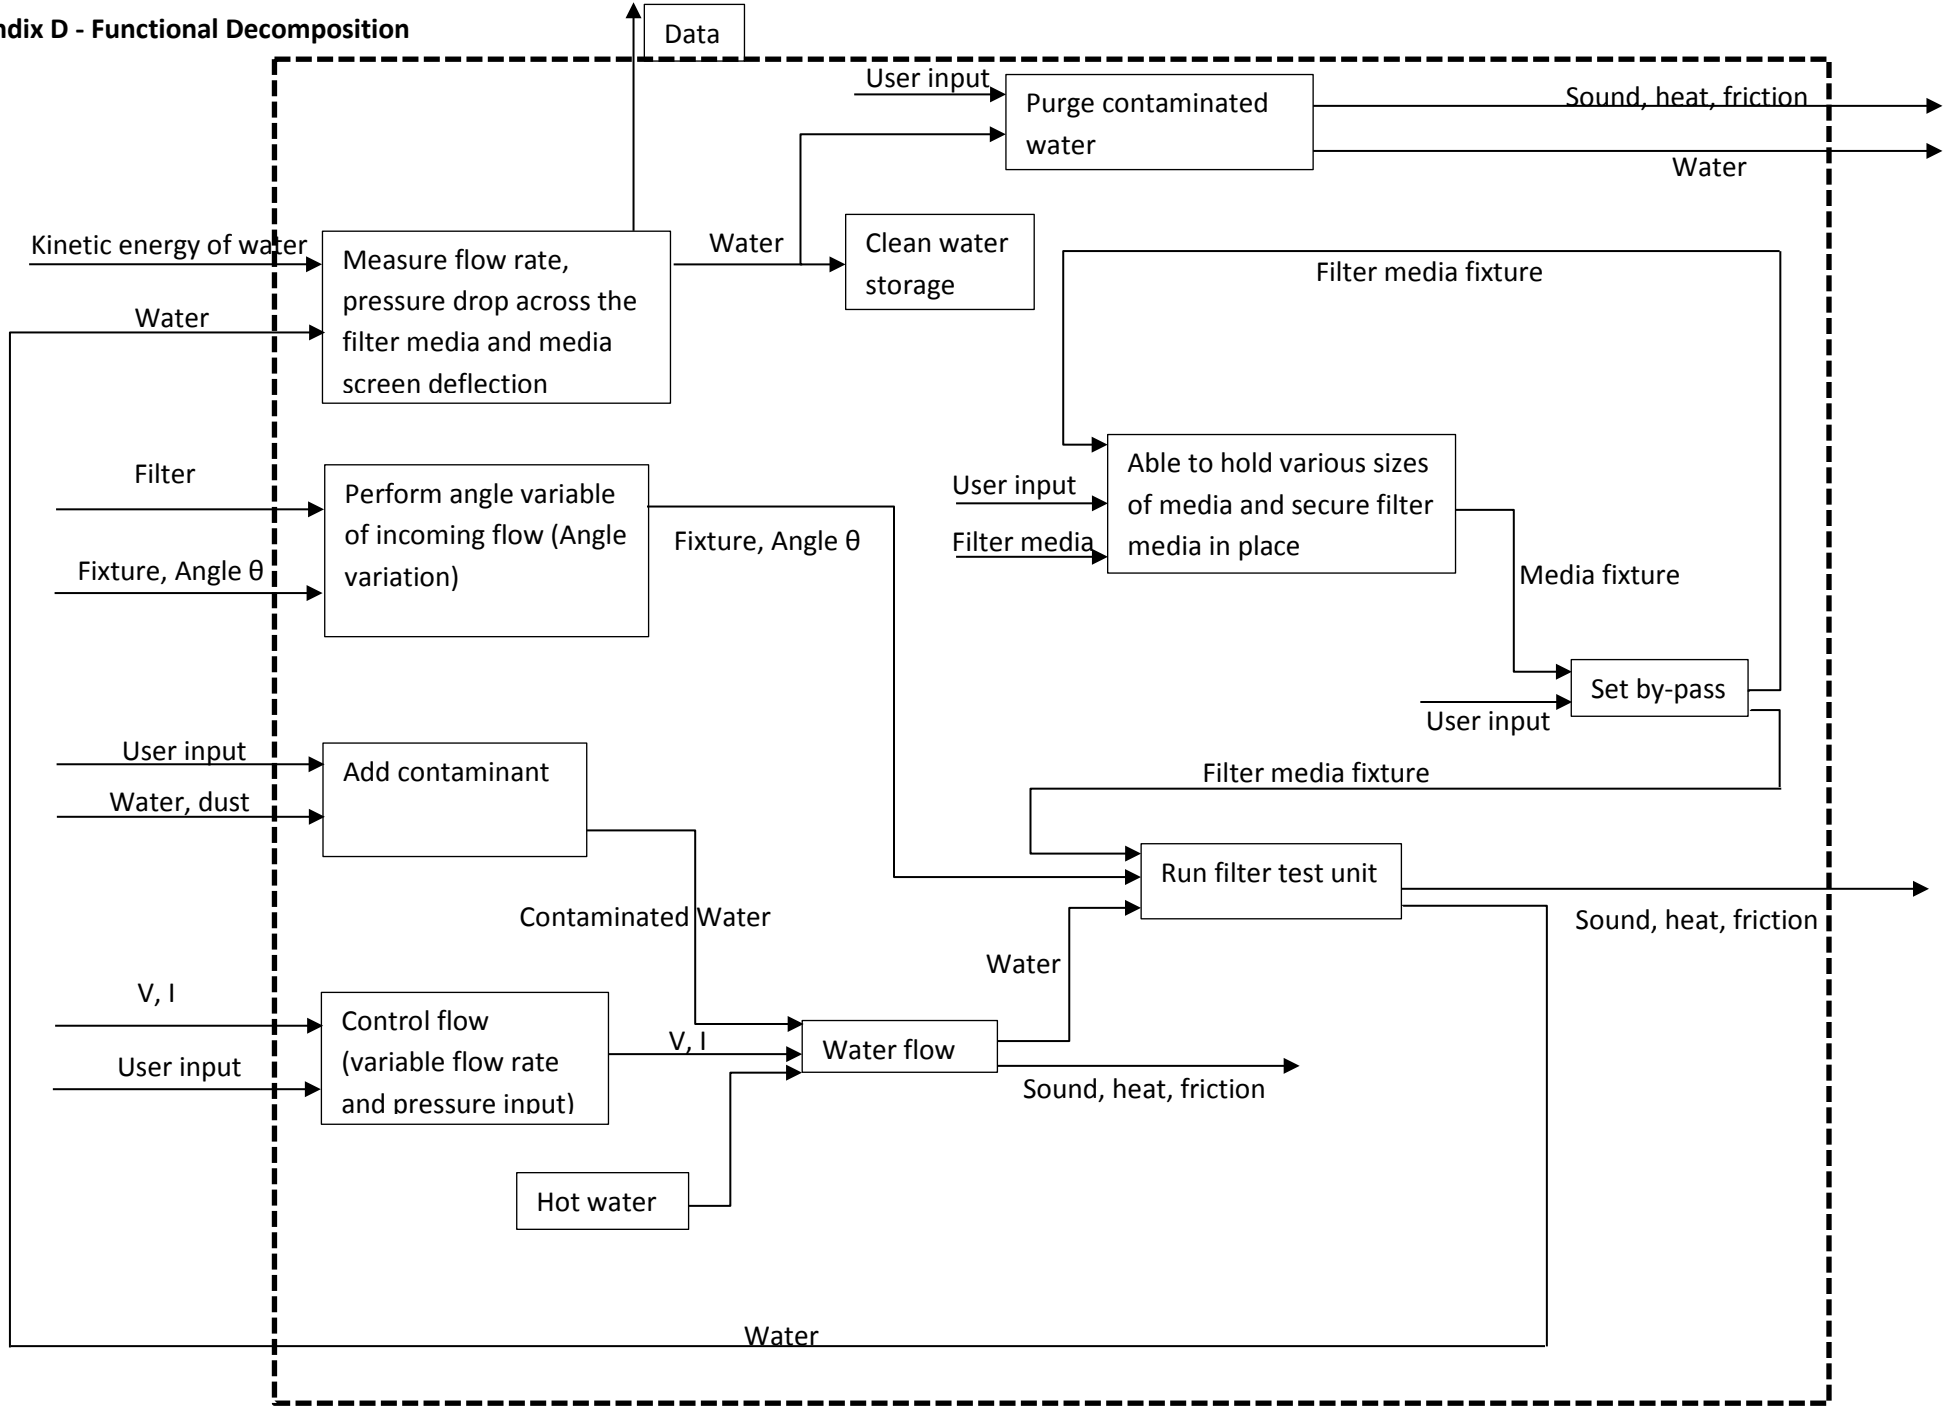 ndix D - Functional Decomposition
Data
User input
Purge contaminated
water
Sound, heat, friction
Water
Kinetic energy of water
Water
Measure flow rate,
pressure drop across the
filter media and media
screen deflection
Water
Clean water
storage
Filter media fixture
Filter
Fixture, Angle θ
Perform angle variable
of incoming flow (Angle
variation)
Fixture, Angle θ
User input
Filter media
Able to hold various sizes
of media and secure filter
media in place
Media fixture
Set by-pass
User input
Filter media fixture
User input
Water, dust
Add contaminant
Contaminated Water
Run filter test unit
Sound, heat, friction
Water
V, I
User input
Control flow
(variable flow rate
and pressure input)
V, I
Water flow
Sound, heat, friction
Hot water
Water